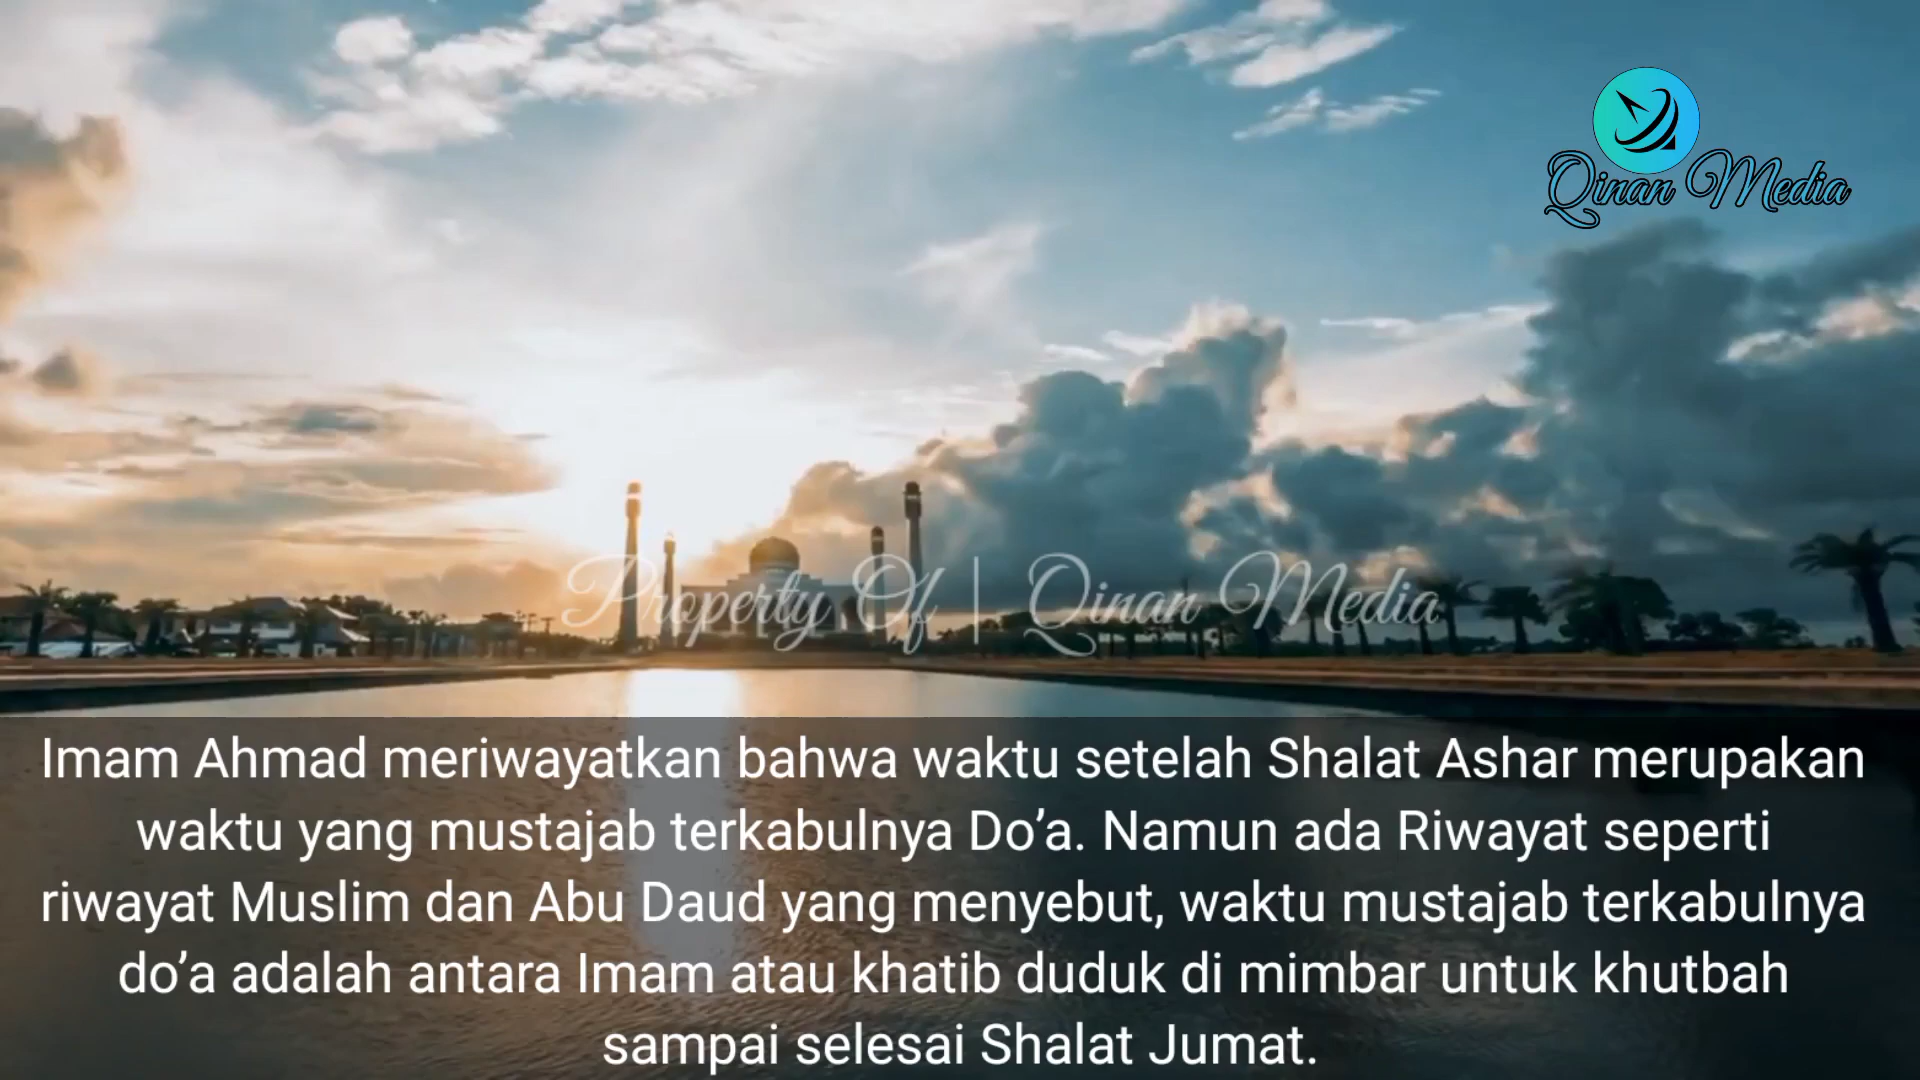 Qinan Media
Property Of | Qinan Media
Imam Ahmad meriwayatkan bahwa waktu setelah Shalat Ashar merupakan
waktu yang mustajab terkabulnya Do’a. Namun ada Riwayat seperti
riwayat Muslim dan Abu Daud yang menyebut, waktu mustajab terkabulnya
do’a adalah antara Imam atau khatib duduk di mimbar untuk khutbah
sampai selesai Shalat Jumat.